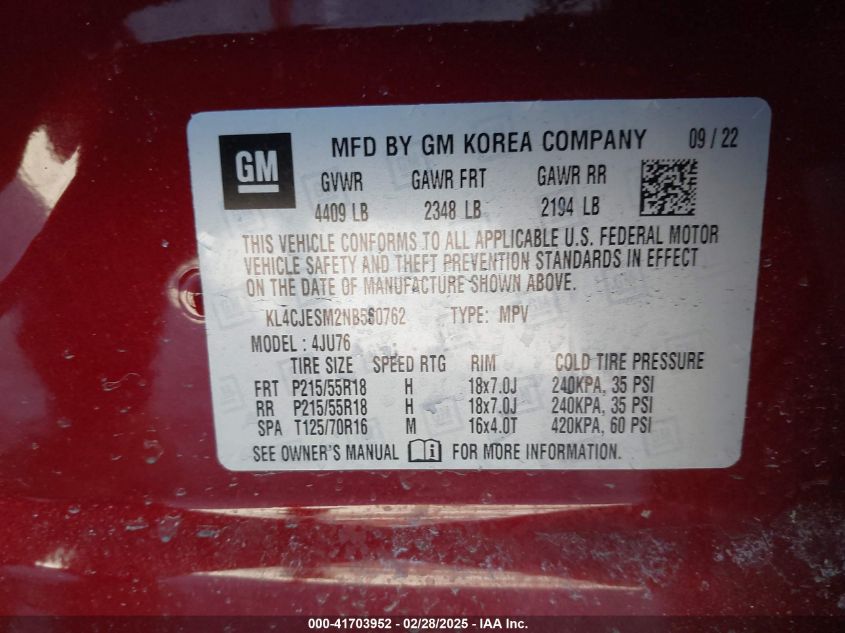 GM
MFD BY GM KOREA COMPANY 09 / 22
GVWR GAWR FRT GAWR RR
4409 LB 2348 LB 2194 LB
THIS VEHICLE CONFORMS TO ALL APPLICABLE U.S. FEDERAL MOTOR
VEHICLE SAFETY AND THEFT PREVENTION STANDARDS IN EFFECT
ON THE DATE OF MANUFACTURE SHOWN ABOVE.
TYPE: MPV
MODEL : 4JU76
TIRE SIZE SPEED RTG RIM COLD TIRE PRESSURE
FRT P215/55R18 H 18x7.0J 240KPA, 35 PSI
RR P215/55R18 H 18x7.0J 240KPA, 35 PSI
SPA T125/70R16 M 16x4.0T 420KPA, 60 PSI
SEE OWNER'S MANUAL i FOR MORE INFORMATION.
000-41703952 - 02/28/2025 - IAA Inc.